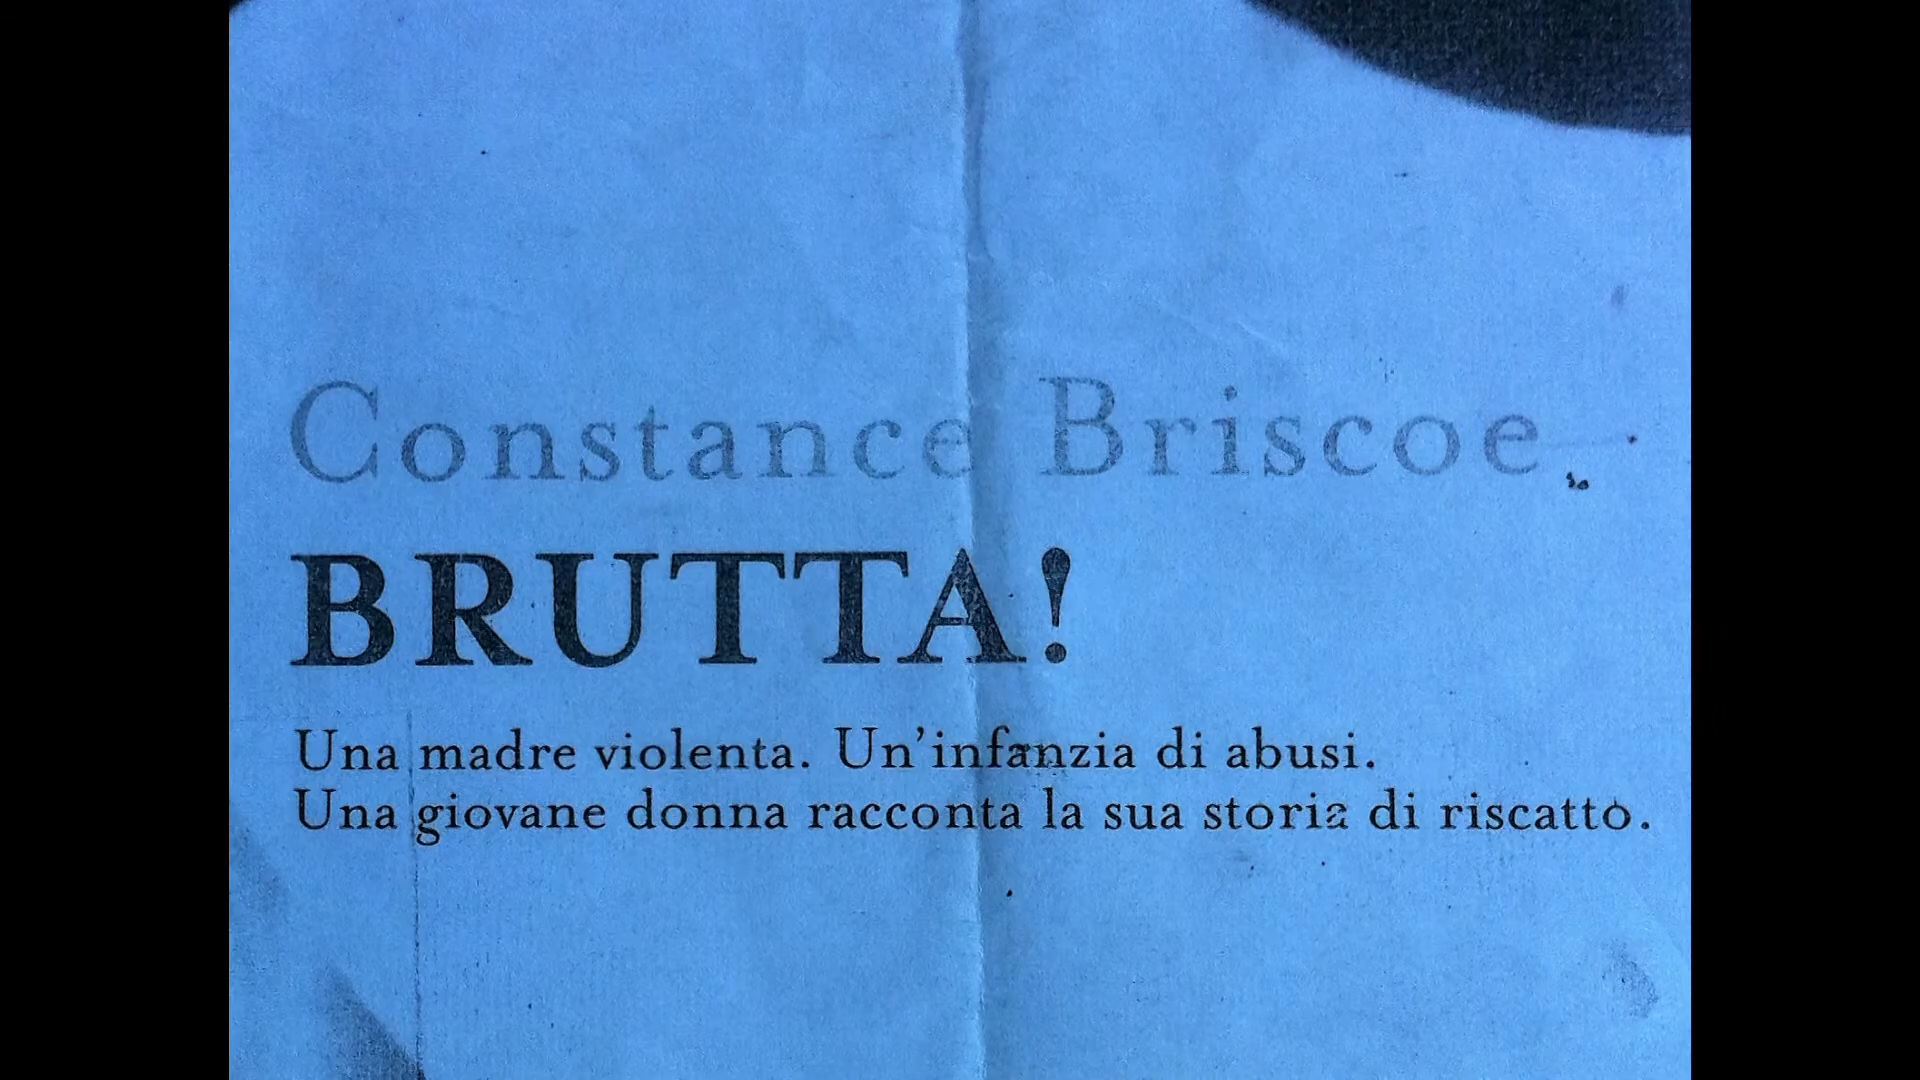 Constance Briscoe
BRUTTA!
Una madre violenta. Un'infanzia di abusi.
Una giovane donna racconta la sua storia di riscatto.